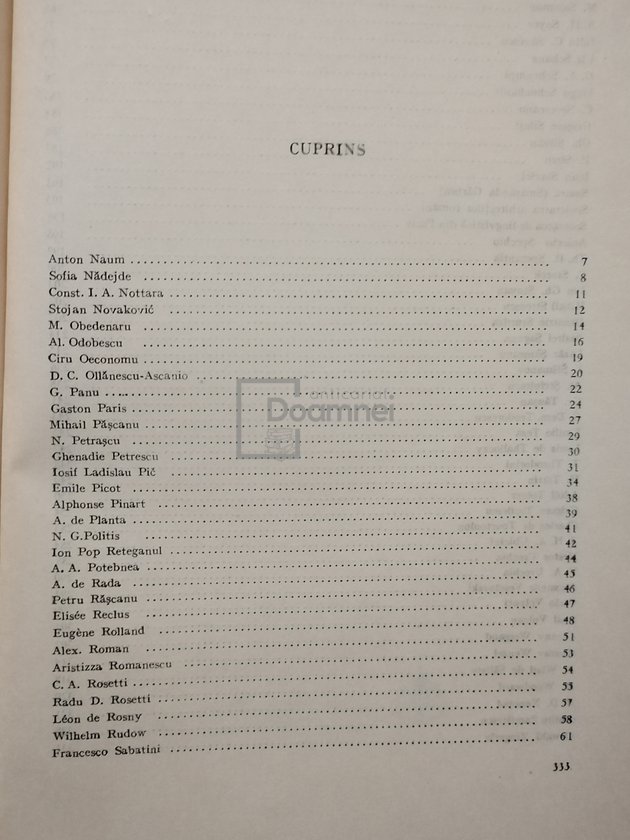 CUPRINS
Anton Naum 7
Sofia Nădejde 8
Const. I. A. Nottara 11
Stojan Novaković 12
M. Obedenaru 14
Al. Odobescu 16
Ciru Oeconomu 19
D. C. Ollănescu-Ascanio 20
G. Panu 22
Gaston Paris 24
Mihail Pășcanu 27
N. Petrașcu 29
Ghenadie Petrescu 30
Iosif Ladislau Pič 31
Emile Picot 34
Alphonse Pinart 38
A. de Planta 39
N. G.Politis 41
Ion Pop Reteganul 42
A. A. Potebnea 44
A. de Rada 45
Petru Rășcanu 46
Elisée Reclus 47
Eugène Rolland 48
Alex. Roman 51
Aristizza Romanescu 53
C. A. Rosetti 54
Radu D. Rosetti 55
Léon de Rosny 57
Wilhelm Rudow 58
Francesco Sabatini 61
333
anticariat
Doamnei